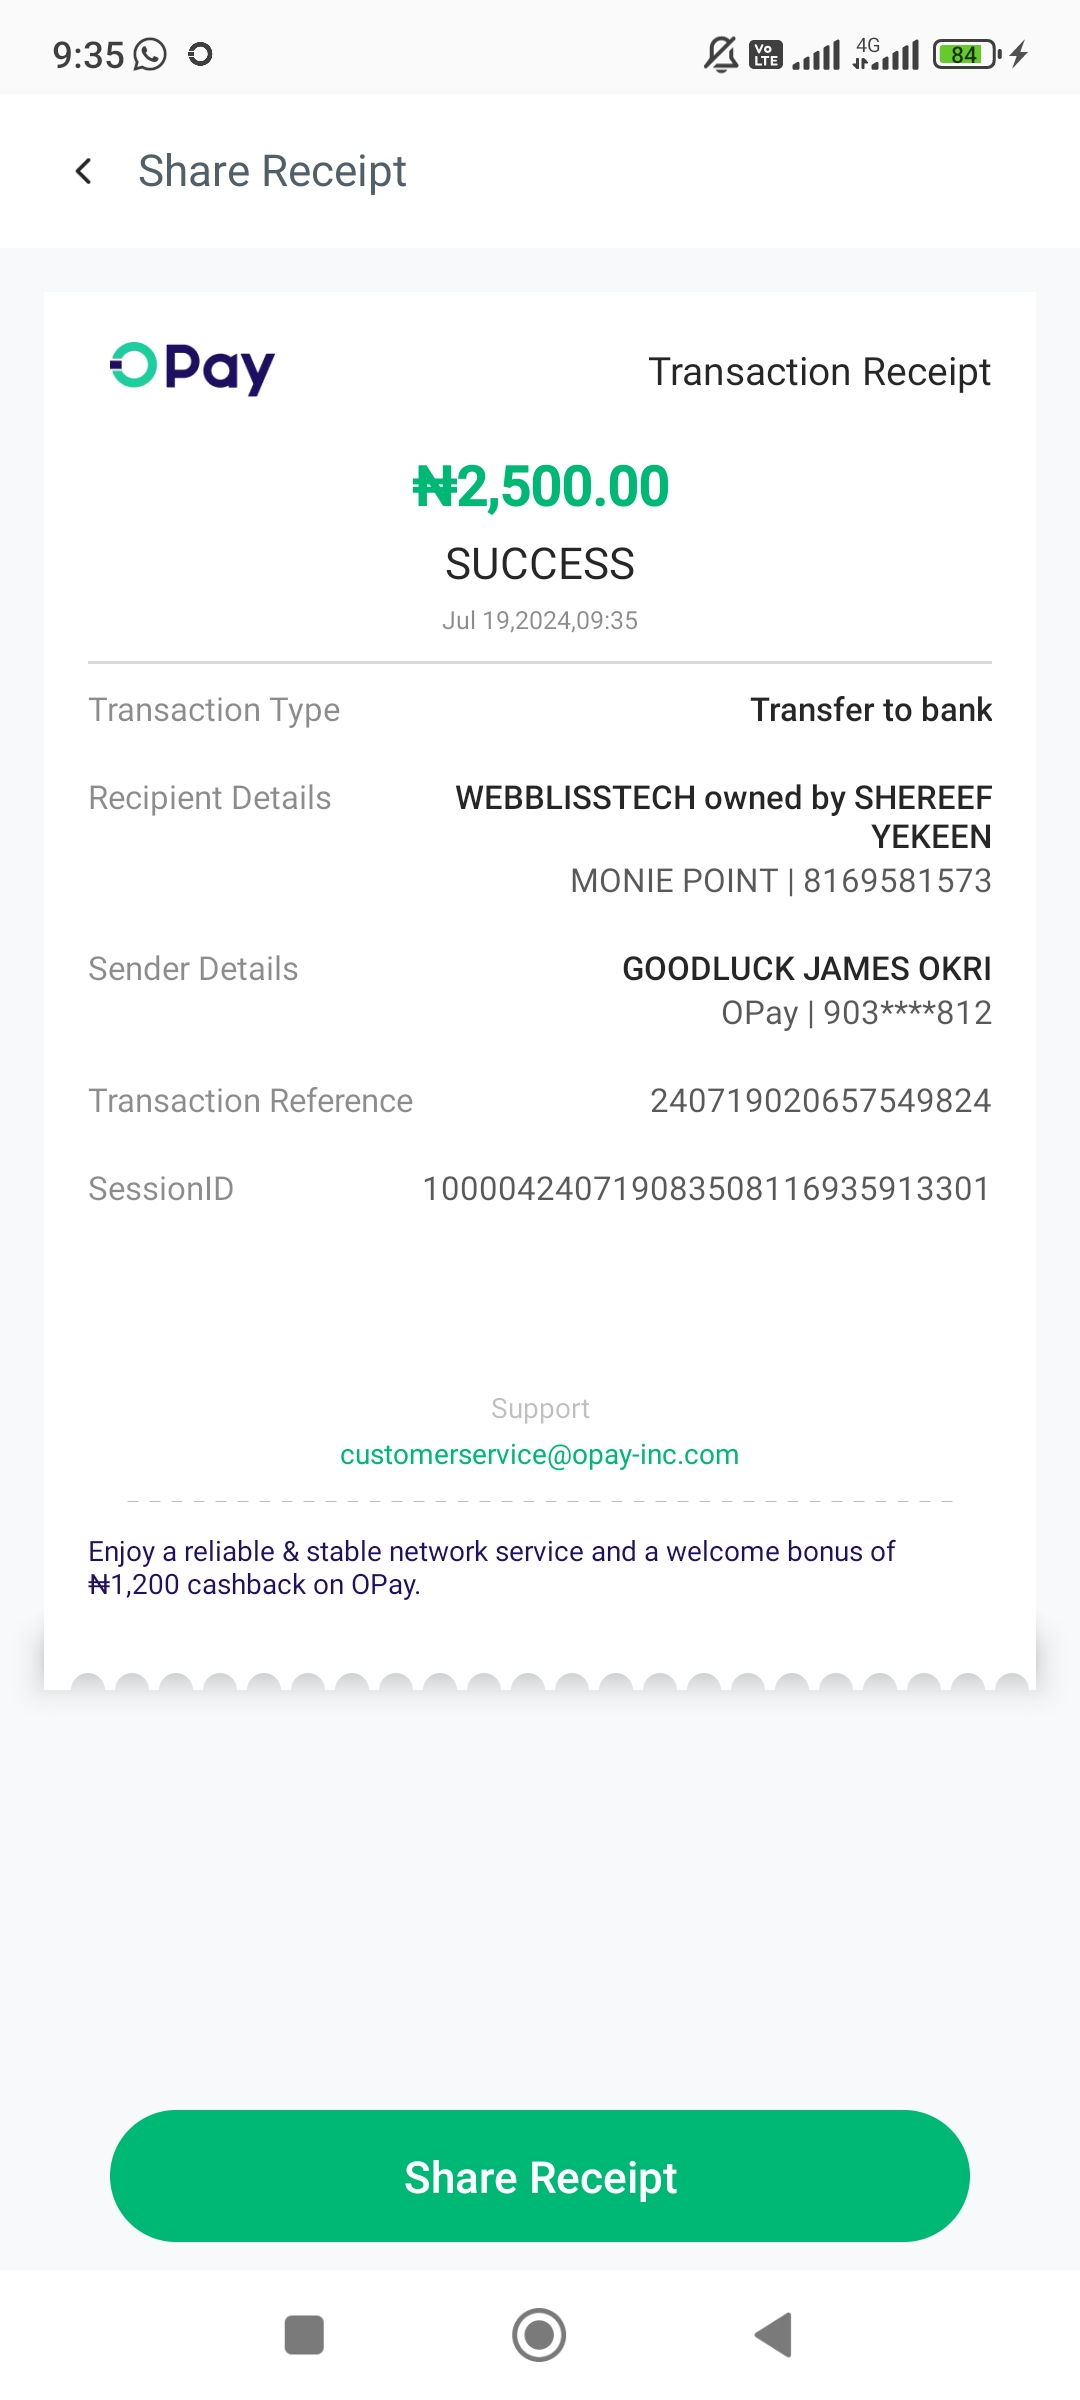 9:35
Vo LTE
4G
84
Share Receipt
OPay
Transaction Receipt
₦2,500.00
SUCCESS
Jul 19,2024,09:35
Transaction Type
Transfer to bank
Recipient Details
WEBBLISSTECH owned by SHEREEF
YEKEEN
MONIE POINT | 8169581573
Sender Details
GOODLUCK JAMES OKRI
OPay | 903****812
Transaction Reference
240719020657549824
SessionID
100004240719083508116935913301
Support
customerservice@opay-inc.com
Enjoy a reliable & stable network service and a welcome bonus of
₦1,200 cashback on OPay.
Share Receipt